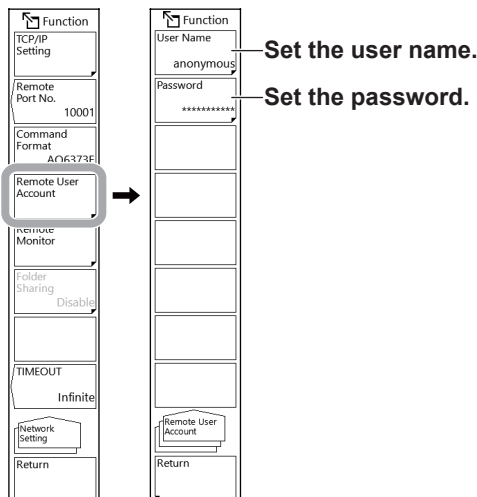 Function
TCP/IP
Setting
Remote
Port No.
10001
Command
Format
AQ6373E
Remote User
Account
Remote
Monitor
Folder
Sharing
Disable
TIMEOUT
Infinite
Network
Setting
Return
Function
User Name
anonymous
Password
***********
Remote User
Account
Return
Set the user name.
Set the password.